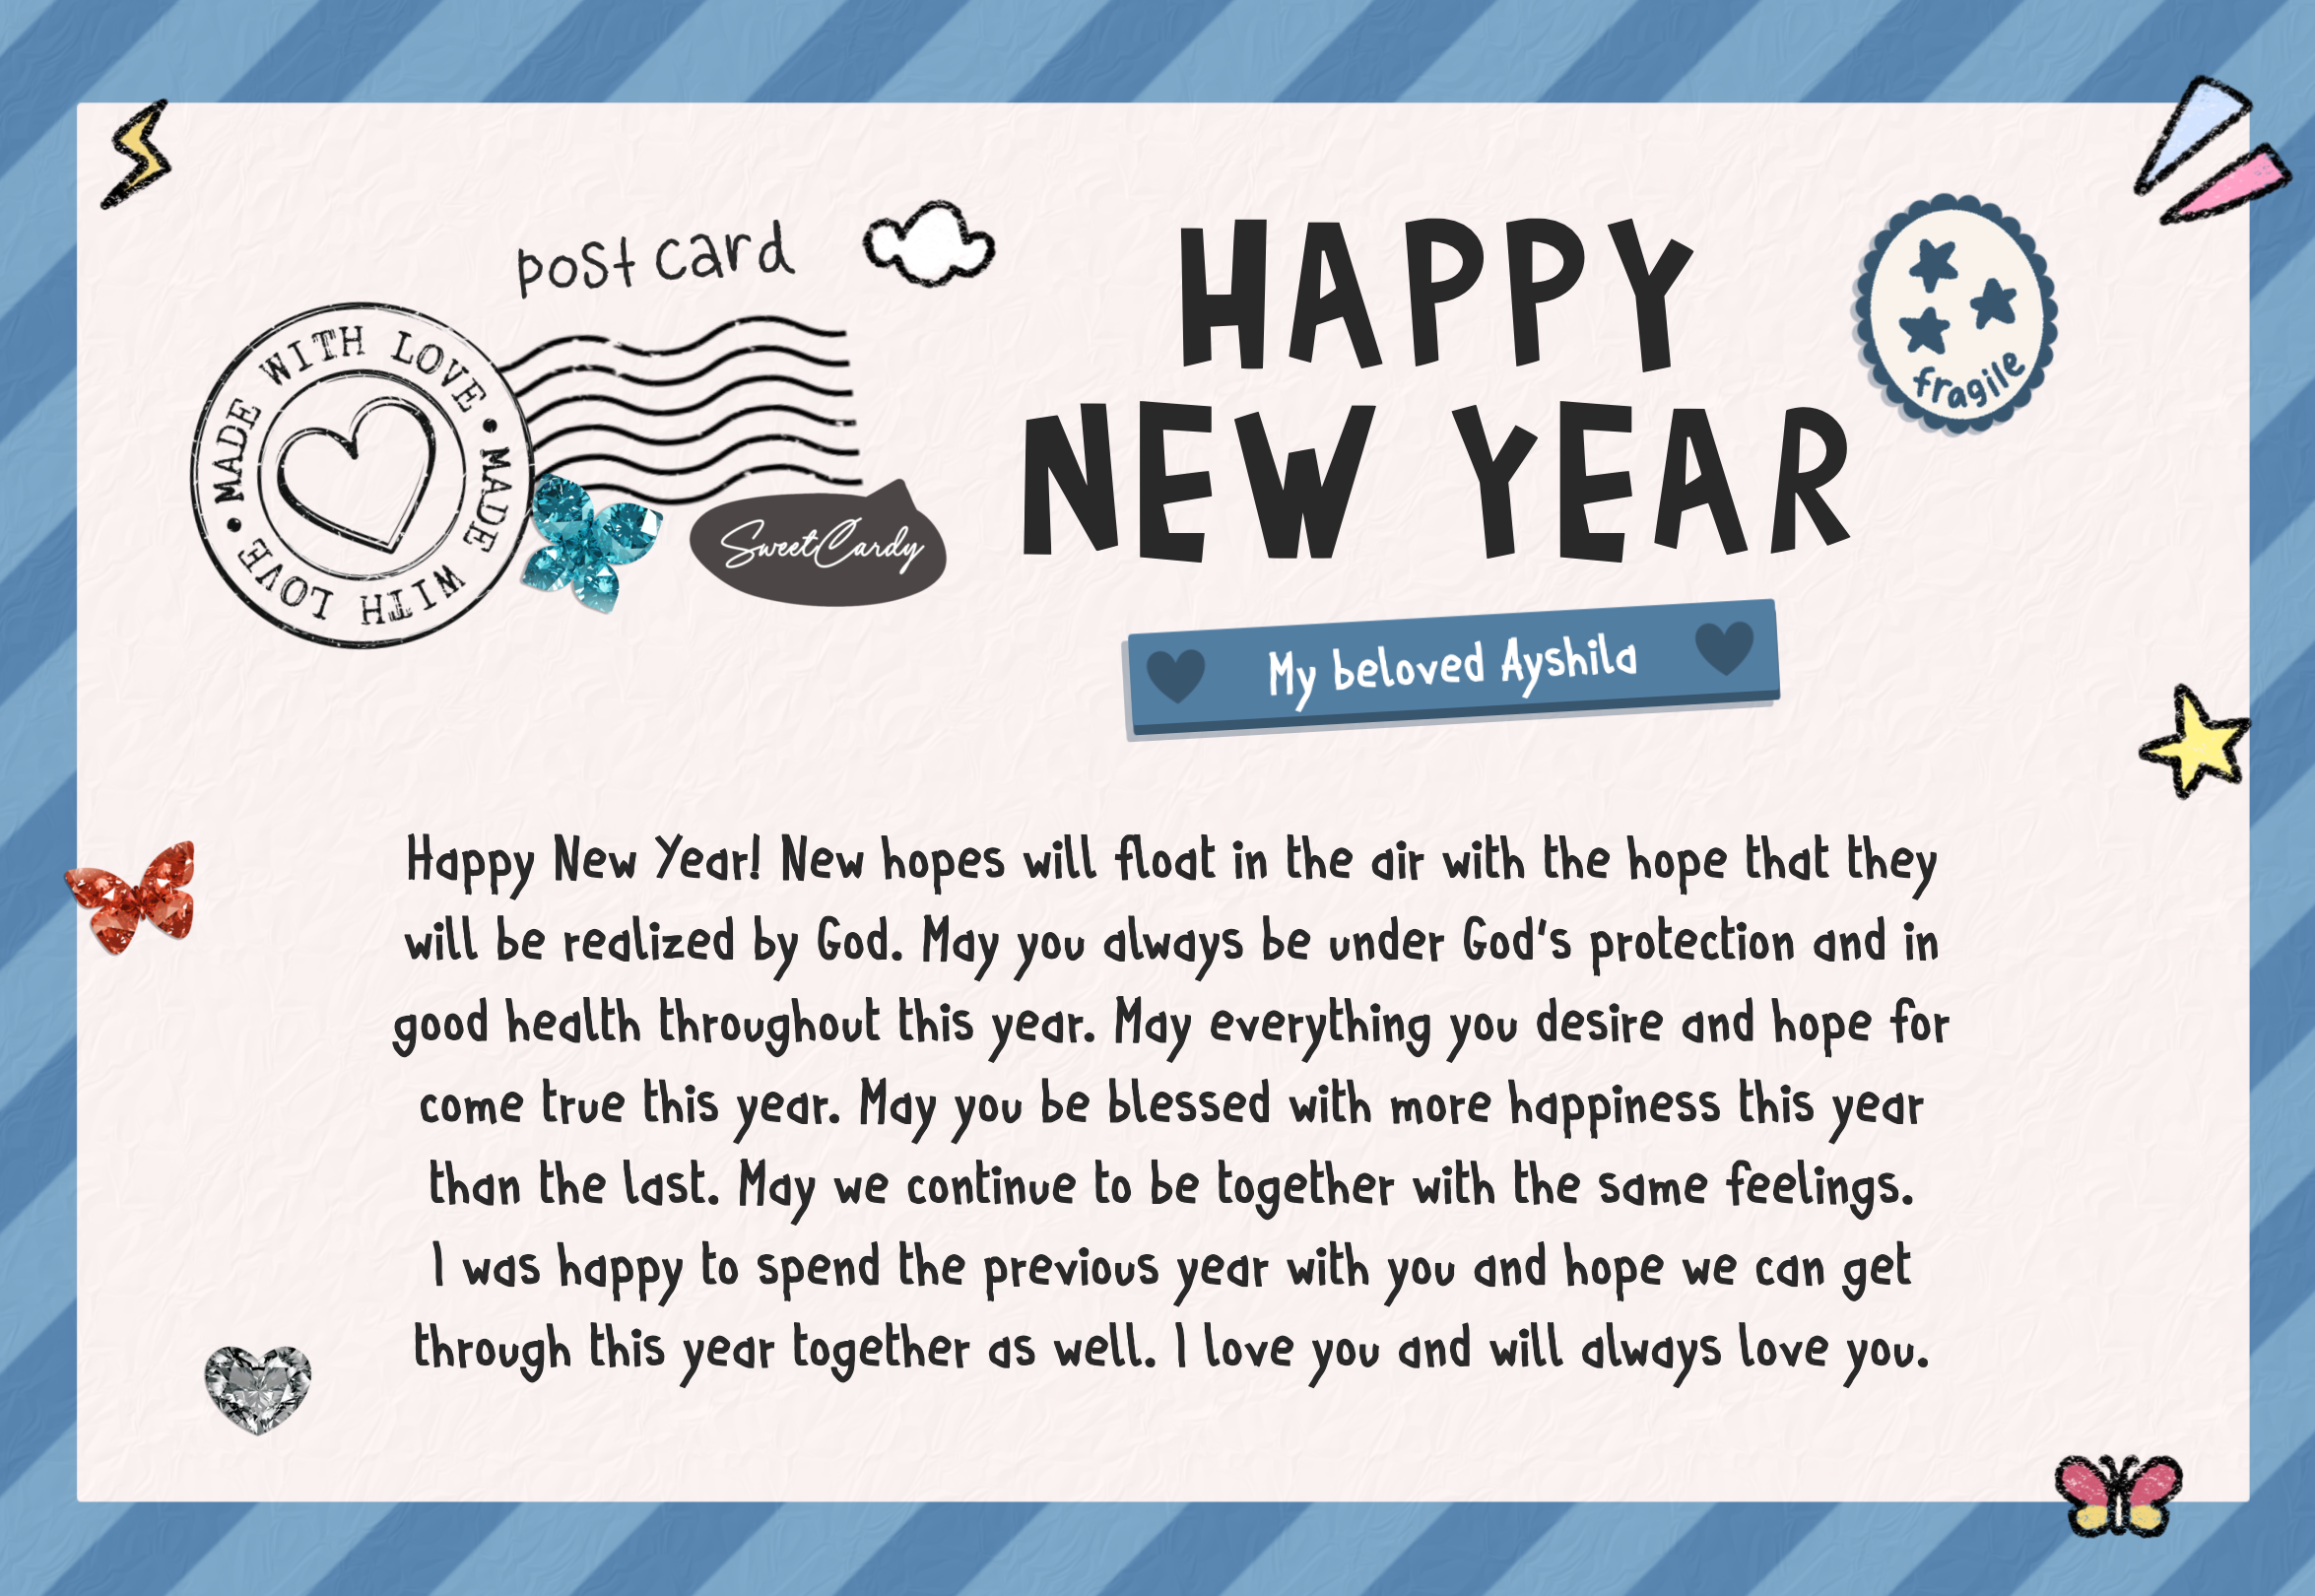 post card
MADE WITH LOVE • MADE WITH LOVE •
SweetCardy
HAPPY
NEW YEAR
fragile
My beloved Ayshila
Happy New Year! New hopes will float in the air with the hope that they
will be realized by God. May you always be under God's protection and in
good health throughout this year. May everything you desire and hope for
come true this year. May you be blessed with more happiness this year
than the last. May we continue to be together with the same feelings.
I was happy to spend the previous year with you and hope we can get
through this year together as well. I love you and will always love you.